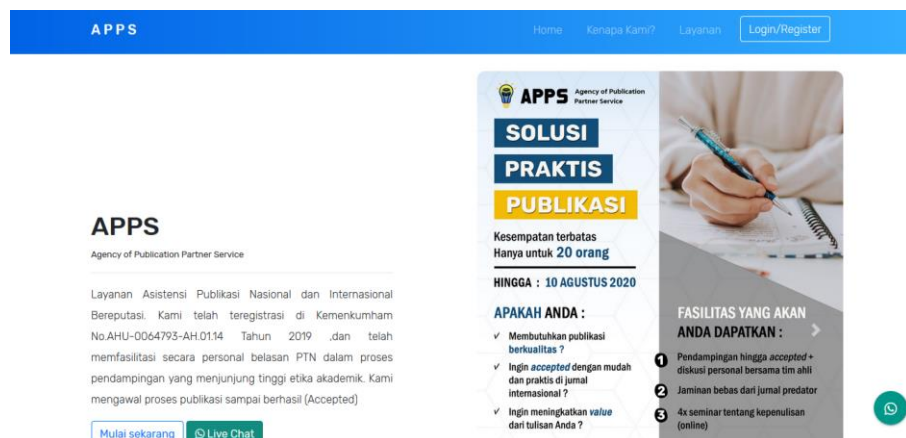 APPS
Home Kenapa Kami? Layanan Login/Register
APPS
Agency of Publication Partner Service
Layanan Asistensi Publikasi Nasional dan Internasional
Bereputasi. Kami telah teregistrasi di Kemenkumham
No.AHU-0064793-AH.01.14 Tahun 2019 ,dan telah
memfasilitasi secara personal belasan PTN dalam proses
pendampingan yang menjunjung tinggi etika akademik. Kami
mengawal proses publikasi sampai berhasil (Accepted)
Mulai sekarang
Live Chat
APPS Agency of Publication
Partner Service
SOLUSI
PRAKTIS
PUBLIKASI
Kesempatan terbatas
Hanya untuk 20 orang
HINGGA : 10 AGUSTUS 2020
APAKAH ANDA :
Membutuhkan publikasi
berkualitas ?
Ingin accepted dengan mudah
dan praktis di jurnal
internasional ?
Ingin meningkatkan value
dari tulisan Anda ?
FASILITAS YANG AKAN
ANDA DAPATKAN :
1 Pendampingan hingga accepted +
diskusi personal bersama tim ahli
2 Jaminan bebas dari jurnal predator
3 4x seminar tentang kepenulisan
(online)